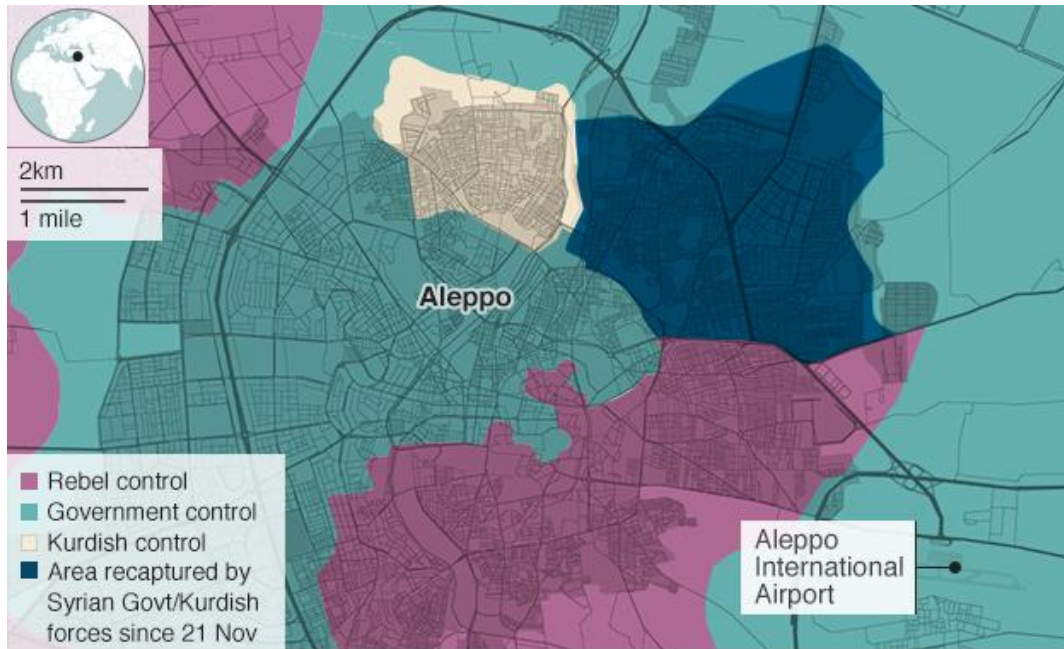 2km
1 mile
Aleppo
Rebel control
Government control
Kurdish control
Area recaptured by
Syrian Govt/Kurdish
forces since 21 Nov
Aleppo
International
Airport